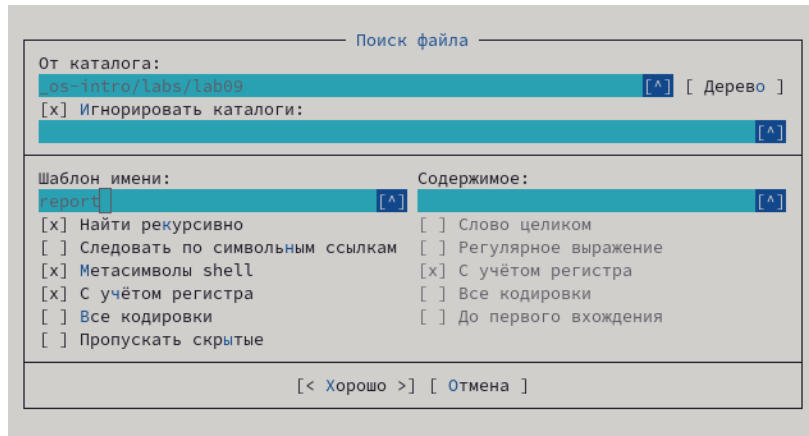 Поиск файла
От каталога:
_os-intro/labs/lab09 [^] [ Дерево ]
[x] Игнорировать каталоги:
[^]
Шаблон имени: Содержимое:
report [^] [^]
[x] Найти рекурсивно [ ] Слово целиком
[ ] Следовать по символьным ссылкам [ ] Регулярное выражение
[x] Метасимволы shell [x] С учётом регистра
[x] С учётом регистра [ ] Все кодировки
[ ] Все кодировки [ ] До первого вхождения
[ ] Пропускать скрытые
[< Хорошо >] [ Отмена ]